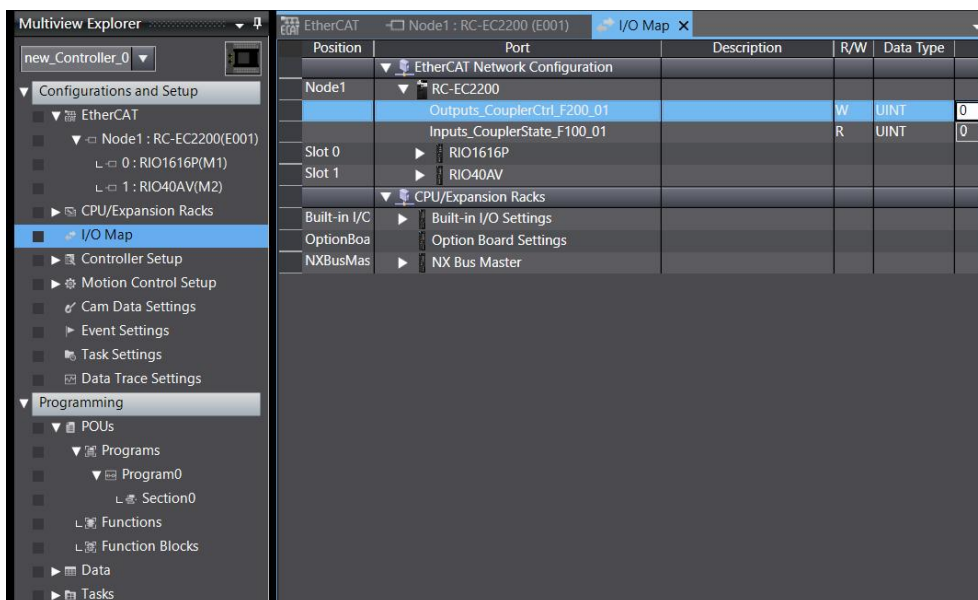 Multiview Explorer
new_Controller_0
Configurations and Setup
EtherCAT
Node1 : RC-EC2200(E001)
0 : RIO1616P(M1)
1 : RIO40AV(M2)
CPU/Expansion Racks
I/O Map
Controller Setup
Motion Control Setup
Cam Data Settings
Event Settings
Task Settings
Data Trace Settings
Programming
POUs
Programs
Program0
Section0
Functions
Function Blocks
Data
Tasks
EtherCAT Node1 : RC-EC2200 (E001) I/O Map
Position Port Description R/W Data Type
EtherCAT Network Configuration
Node1 RC-EC2200
Outputs_CouplerCtrl_F200_01 W UINT 0
Inputs_CouplerState_F100_01 R UINT 0
Slot 0 RIO1616P
Slot 1 RIO40AV
CPU/Expansion Racks
Built-in I/C Built-in I/O Settings
OptionBoa Option Board Settings
NXBusMas NX Bus Master